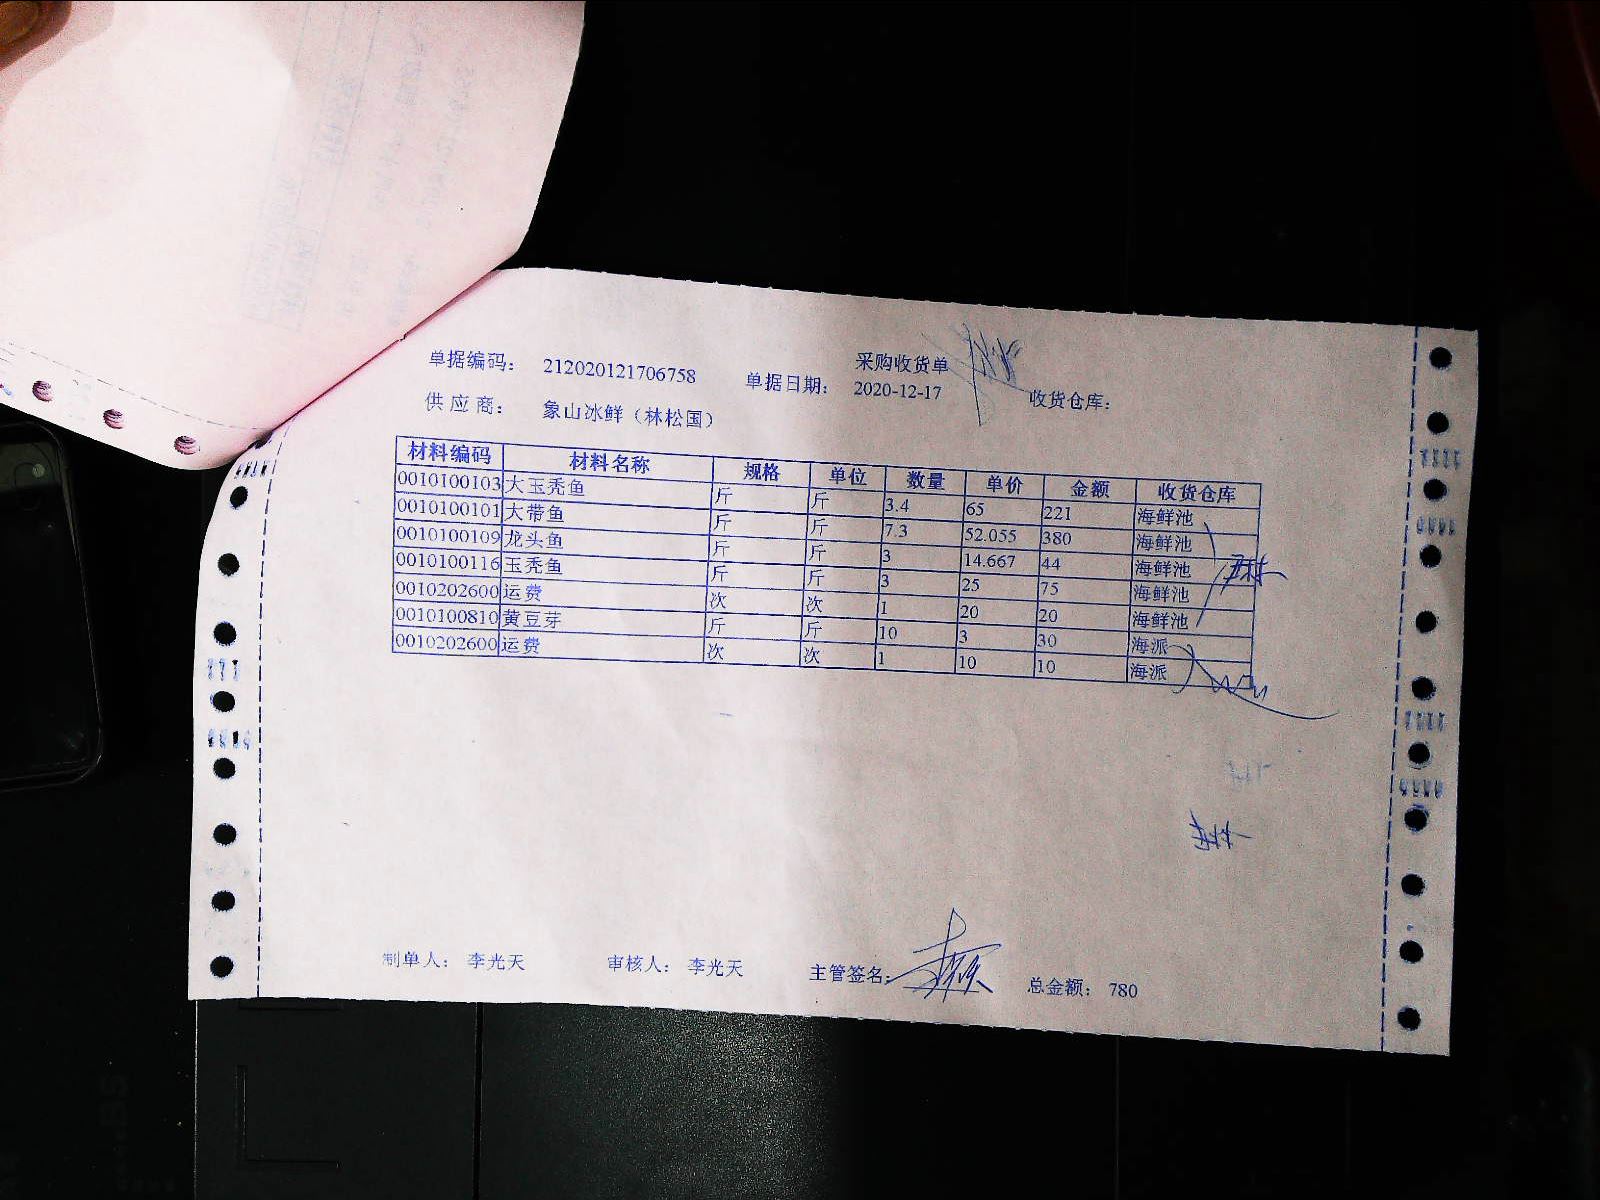 采购收货单
单据编码： 212020121706758 单据日期： 2020-12-17 收货仓库：
供应商： 象山冰鲜（林松国）
材料编码 材料名称 规格 单位 数量 单价 金额 收货仓库
0010100103 大玉秃鱼 斤 斤 3.4 65 221 海鲜池
0010100101 大带鱼 斤 斤 7.3 52.055 380 海鲜池
0010100109 龙头鱼 斤 斤 3 14.667 44 海鲜池
0010100116 玉秃鱼 斤 斤 3 25 75 海鲜池
0010202600 运费 次 次 1 20 20 海鲜池
0010100810 黄豆芽 斤 斤 10 3 30 海派
0010202600 运费 次 次 1 10 10 海派
制单人： 李光天 审核人： 李光天 主管签名： 总金额： 780